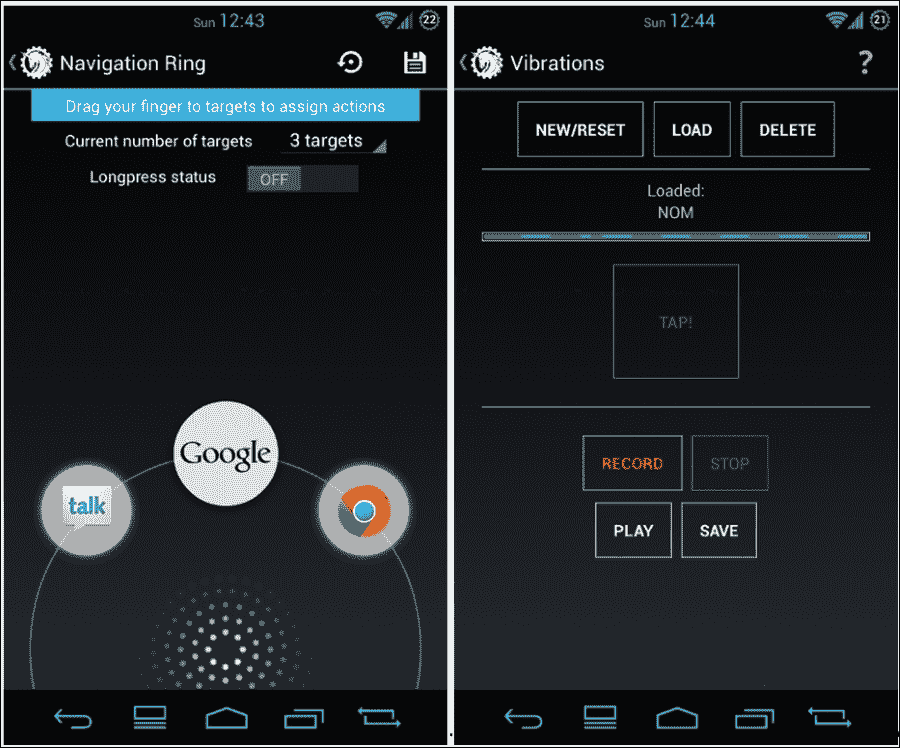 Sun 12:43
22
Navigation Ring
Drag your finger to targets to assign actions
Current number of targets 3 targets
Longpress status OFF
Google
talk
Sun 12:44
21
Vibrations
?
NEW/RESET LOAD DELETE
Loaded:
NOM
TAP!
RECORD STOP
PLAY SAVE